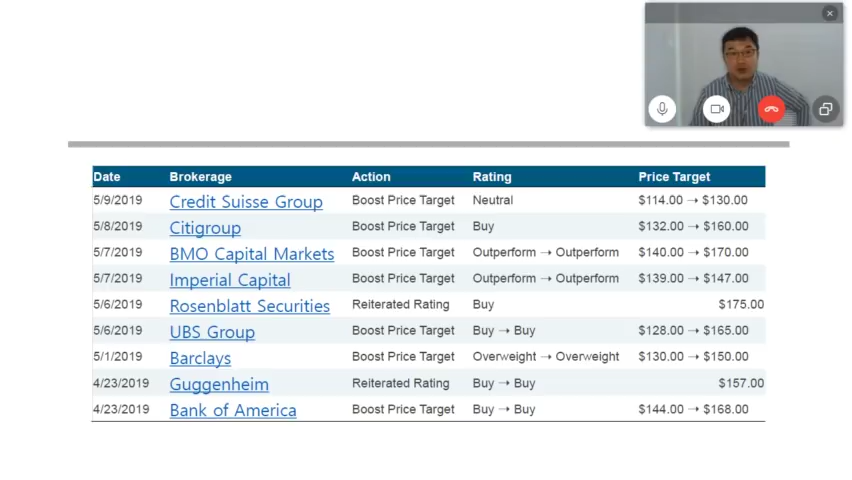 Date Brokerage Action Rating Price Target
5/9/2019 Credit Suisse Group Boost Price Target Neutral $114.00 → $130.00
5/8/2019 Citigroup Boost Price Target Buy $132.00 → $160.00
5/7/2019 BMO Capital Markets Boost Price Target Outperform → Outperform $140.00 → $170.00
5/7/2019 Imperial Capital Boost Price Target Outperform → Outperform $139.00 → $147.00
5/6/2019 Rosenblatt Securities Reiterated Rating Buy $175.00
5/6/2019 UBS Group Boost Price Target Buy → Buy $128.00 → $165.00
5/1/2019 Barclays Boost Price Target Overweight → Overweight $130.00 → $150.00
4/23/2019 Guggenheim Reiterated Rating Buy → Buy $157.00
4/23/2019 Bank of America Boost Price Target Buy → Buy $144.00 → $168.00